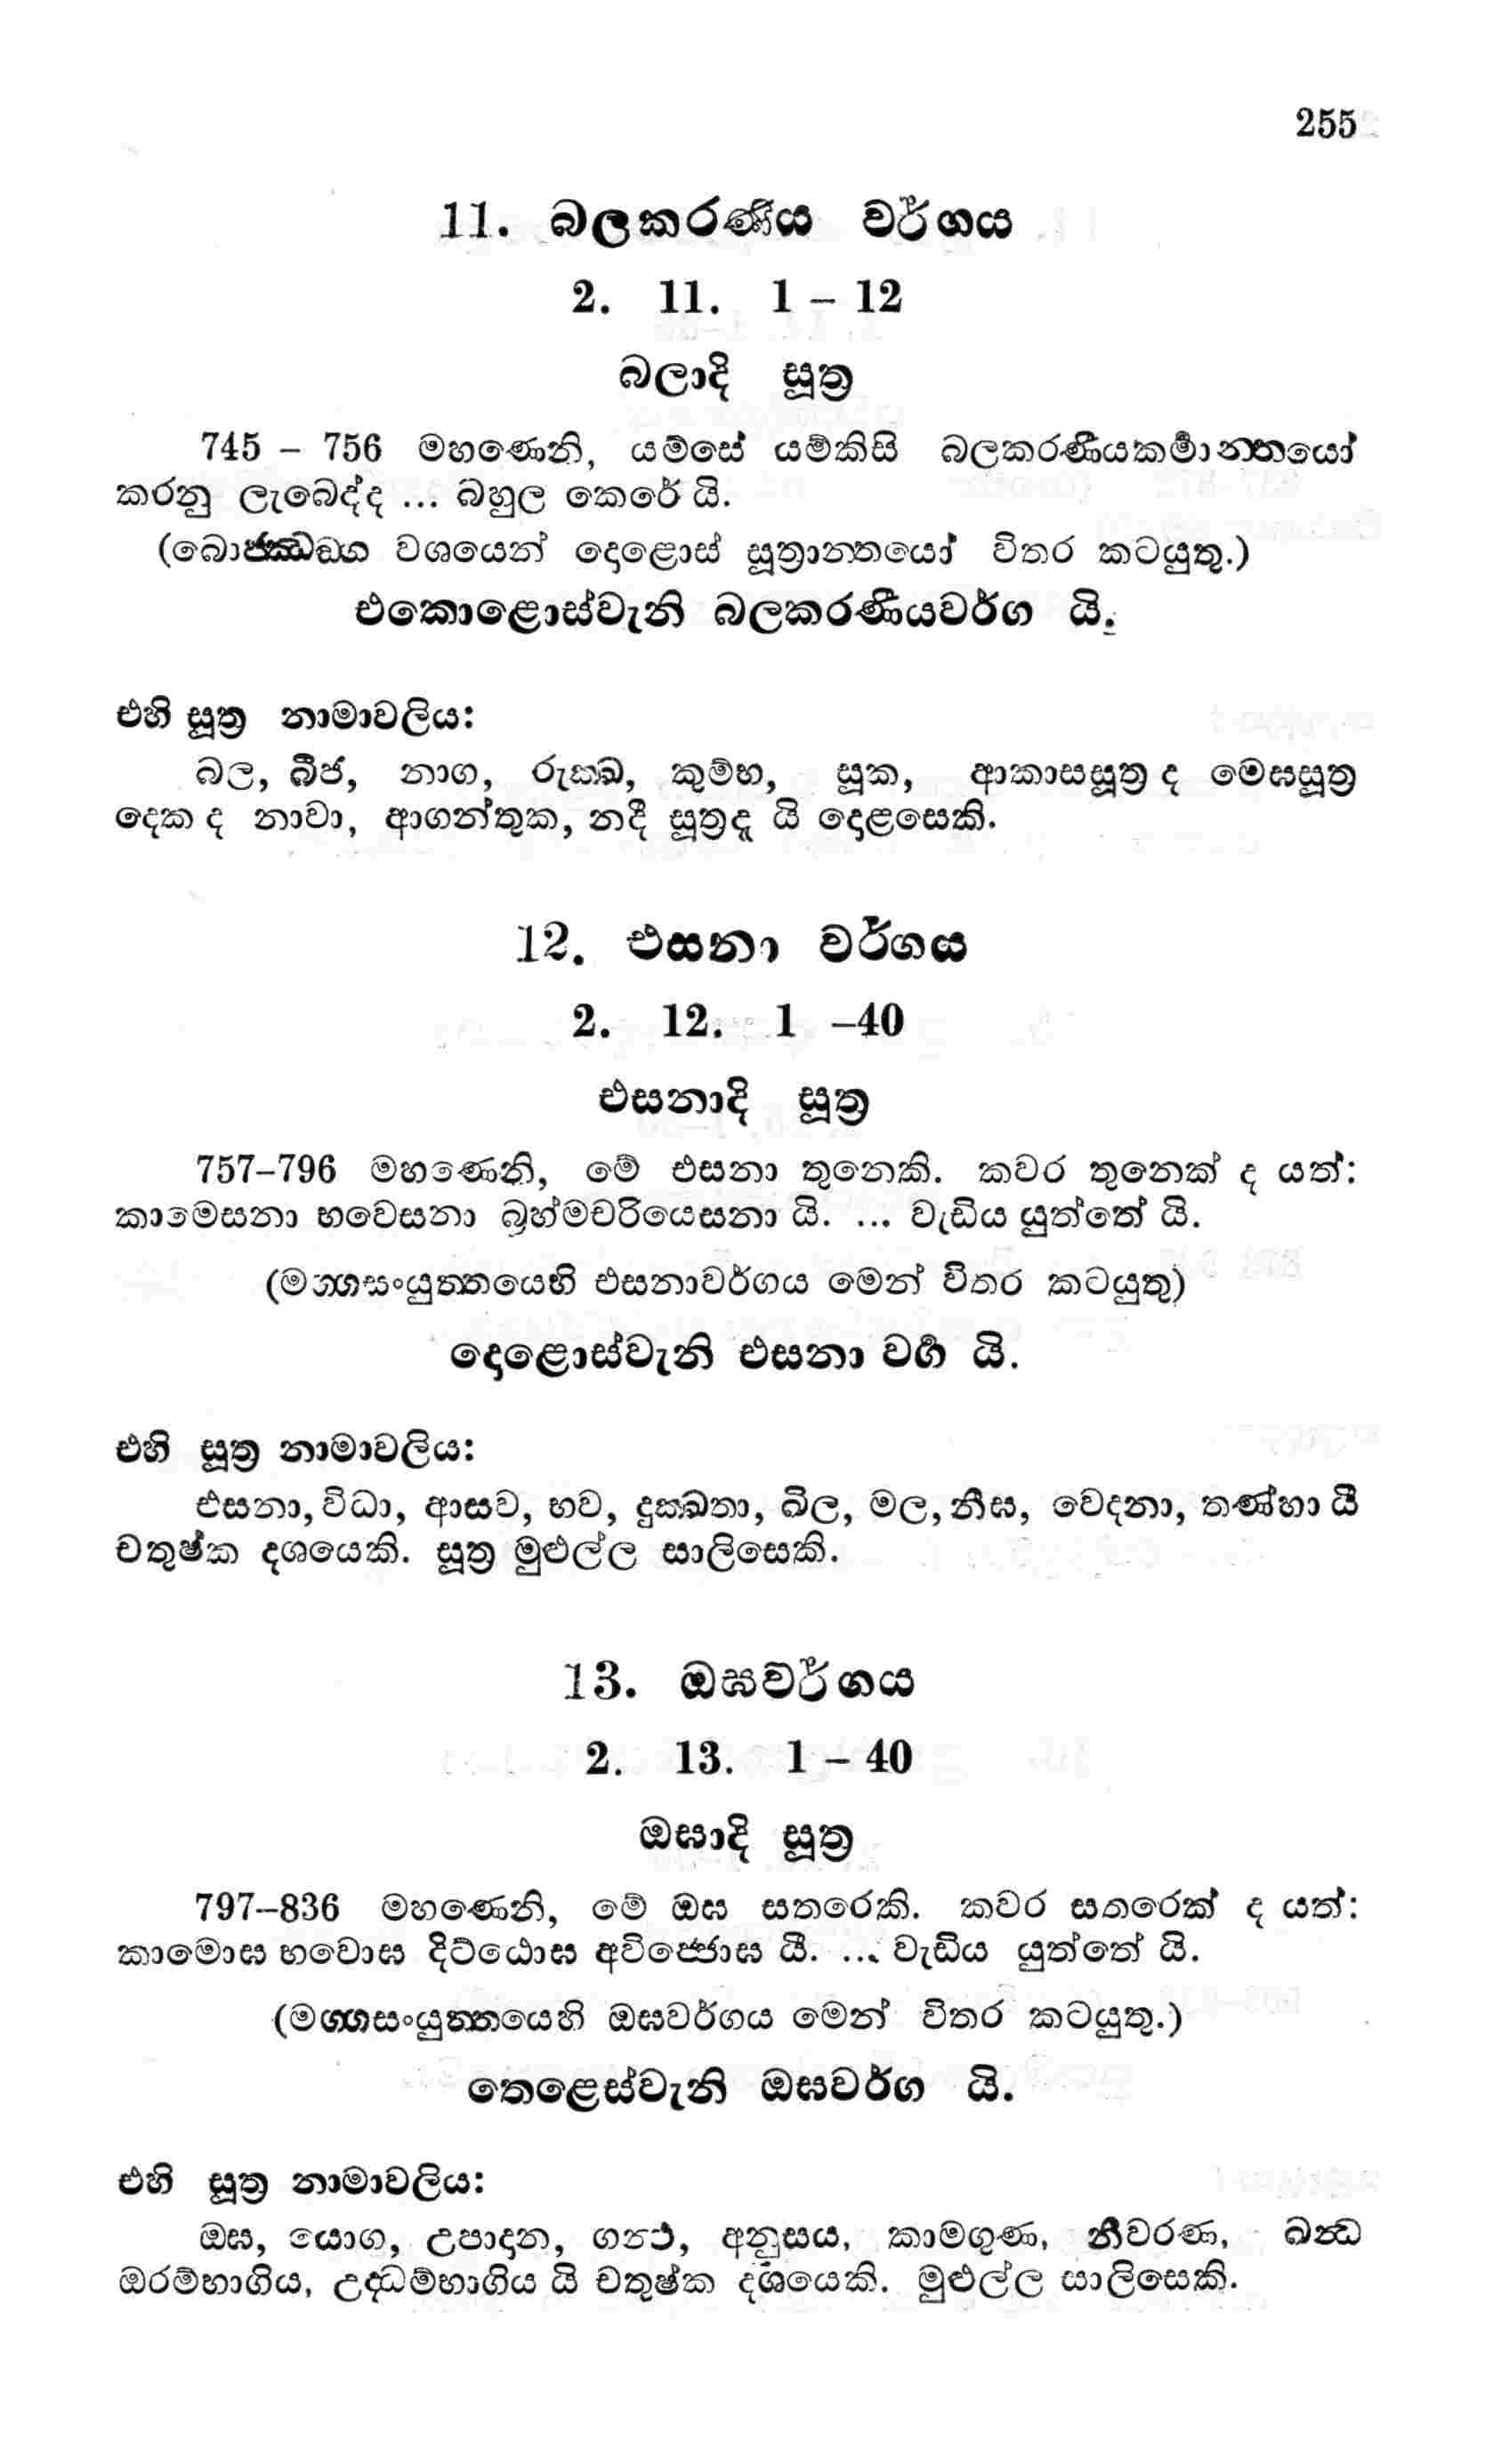 255
11. බලකරණීය වර්ගය
2. 11. 1 – 12
බලාදි සූත්‍ර
745 – 756 මහණෙනි, යම්සේ යම්කිසි බලකරණීයකර්‍මාන්තයෝ
කරනු ලැබෙද්ද ... බහුල කෙරේ යි.
(බොජ්ඣඞ්ග වශයෙන් දොළොස් සූත්‍රාන්තයෝ විතර කටයුතු.)
එකොළොස්වැනි බලකරණීයවර්ග යි.
එහි සූත්‍ර නාමාවලිය:
බල, බීජ, නාග, රුක්ඛ, කුම්භ, සූක, ආකාසසූත්‍ර ද මෙඝසූත්‍ර
දෙක ද නාවා, ආගන්තුක, නදී සූත්‍රදැ යි දොළසෙකි.
12. එසනා වර්ගය
2. 12. 1 –40
එසනාදි සූත්‍ර
757–796 මහණෙනි, මේ එසනා තුනෙකි. කවර තුනෙක් ද යත්:
කාමෙසනා භවෙසනා බ්‍රහ්මචරියෙසනා යි. ... වැඩිය යුත්තේ යි.
(මග්ගසංයුත්තයෙහි එසනාවර්ගය මෙන් විතර කටයුතු)
දොළොස්වැනි එසනා වර්‍ග යි.
එහි සූත්‍ර නාමාවලිය:
එසනා, විධා, ආසව, භව, දුක්ඛතා, ඛිල, මල, නීඝ, වෙදනා, තණ්හා යී
චතුෂ්ක දශයෙකි. සූත්‍ර මුළුල්ල සාලිසෙකි.
13. ඔඝවර්ගය
2. 13. 1 – 40
ඔඝාදි සූත්‍ර
797–836 මහණෙනි, මේ ඔඝ සතරෙකි. කවර සතරෙක් ද යත්:
කාමොඝ භවොඝ දිට්ඨොඝ අවිජ්ජොඝ යී. ... වැඩිය යුත්තේ යි.
(මග්ගසංයුත්තයෙහි ඔඝවර්ගය මෙන් විතර කටයුතු.)
තෙළෙස්වැනි ඔඝවර්ග යි.
එහි සූත්‍ර නාමාවලිය:
ඔඝ, යොග, උපාදාන, ගන්ථ, අනුසය, කාමගුණ, නීවරණ, ඛන්ධ
ඔරම්භාගිය, උද්ධම්භාගිය යි චතුෂ්ක දශයෙකි. මුළුල්ල සාලිසෙකි.